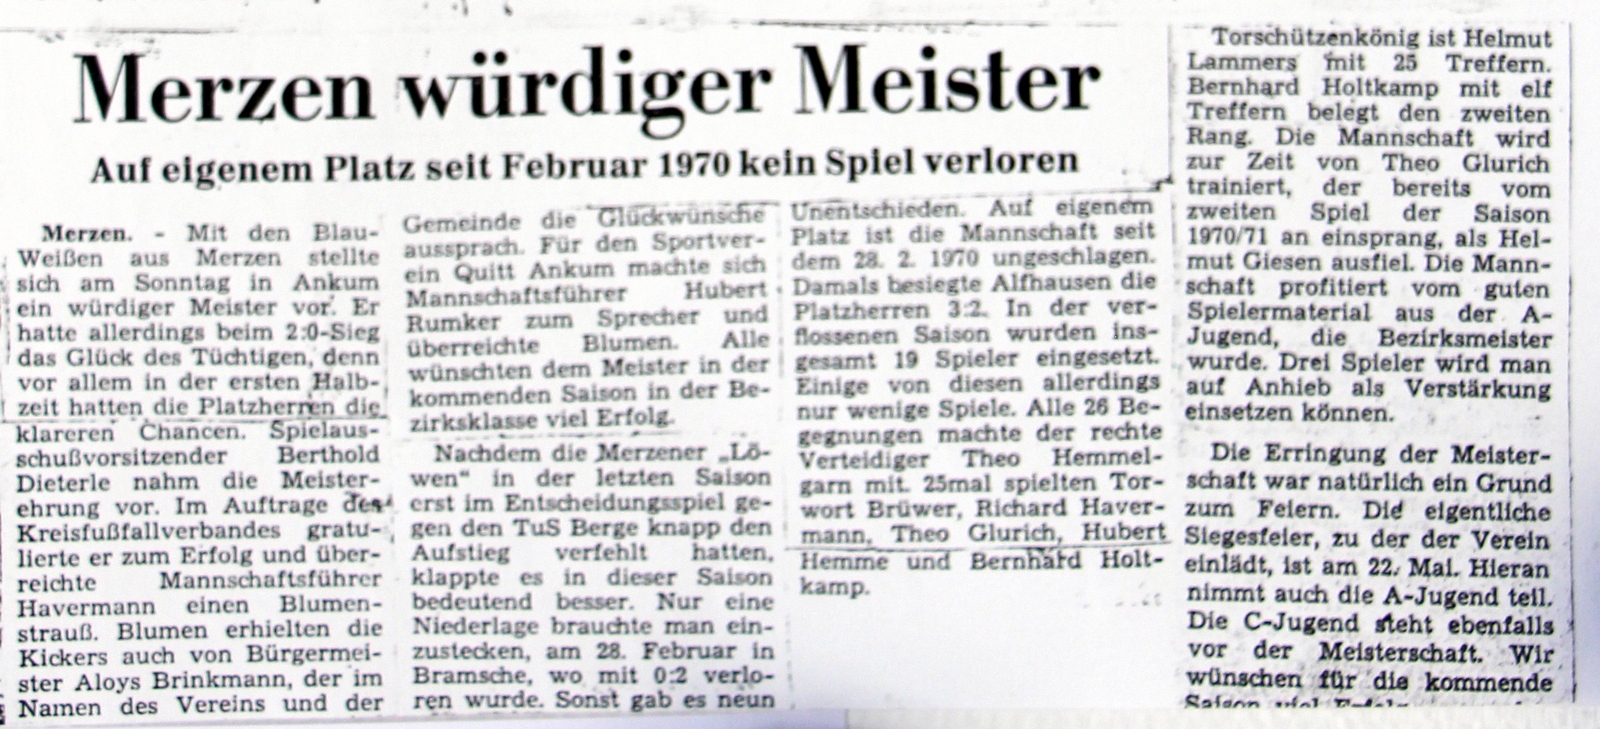 Merzen würdiger Meister
Auf eigenem Platz seit Februar 1970 kein Spiel verloren
Merzen. - Mit den Blau-
Weißen aus Merzen stellte
sich am Sonntag in Ankum
ein würdiger Meister vor. Er
hatte allerdings beim 2:0-Sieg
das Glück des Tüchtigen, denn
vor allem in der ersten Halb-
zeit hatten die Platzherren die
klareren Chancen. Spielaus-
schußvorsitzender Berthold
Dieterle nahm die Meister-
ehrung vor. Im Auftrage des
Kreisfußfallverbandes gratu-
lierte er zum Erfolg und über-
reichte Mannschaftsführer
Havermann einen Blumen-
strauß. Blumen erhielten die
Kickers auch von Bürgermei-
ster Aloys Brinkmann, der im
Namen des Vereins und der
Gemeinde die Glückwünsche
aussprach. Für den Sportver-
ein Quitt Ankum machte sich
Mannschaftsführer Hubert
Rumker zum Sprecher und
überreichte Blumen. Alle
wünschten dem Meister in der
kommenden Saison in der Be-
zirksklasse viel Erfolg.
Nachdem die Merzener „Lö-
wen“ in der letzten Saison
erst im Entscheidungsspiel ge-
gen den TuS Berge knapp den
Aufstieg verfehlt hatten,
klappte es in dieser Saison
bedeutend besser. Nur eine
Niederlage brauchte man ein-
zustecken, am 28. Februar in
Bramsche, wo mit 0:2 verlo-
ren wurde. Sonst gab es neun
Unentschieden. Auf eigenem
Platz ist die Mannschaft seit
dem 28. 2. 1970 ungeschlagen.
Damals besiegte Alfhausen die
Platzherren 3:2. In der ver-
flossenen Saison wurden ins-
gesamt 19 Spieler eingesetzt.
Einige von diesen allerdings
nur wenige Spiele. Alle 26 Be-
gegnungen machte der rechte
Verteidiger Theo Hemmel-
garn mit. 25mal spielten Tor-
wort Brüwer, Richard Haver-
mann, Theo Glurich, Hubert
Hemme und Bernhard Holt-
kamp.
Torschützenkönig ist Helmut
Lammers mit 25 Treffern.
Bernhard Holtkamp mit elf
Treffern belegt den zweiten
Rang. Die Mannschaft wird
zur Zeit von Theo Glurich
trainiert, der bereits vom
zweiten Spiel der Saison
1970/71 an einsprang, als Hel-
mut Giesen ausfiel. Die Mann-
schaft profitiert vom guten
Spielermaterial aus der A-
Jugend, die Bezirksmeister
wurde. Drei Spieler wird man
auf Anhieb als Verstärkung
einsetzen können.
Die Erringung der Meister-
schaft war natürlich ein Grund
zum Feiern. Die eigentliche
Siegesfeier, zu der der Verein
einlädt, ist am 22. Mai. Hieran
nimmt auch die A-Jugend teil.
Die C-Jugend steht ebenfalls
vor der Meisterschaft. Wir
wünschen für die kommende
Saison viel Erfolg